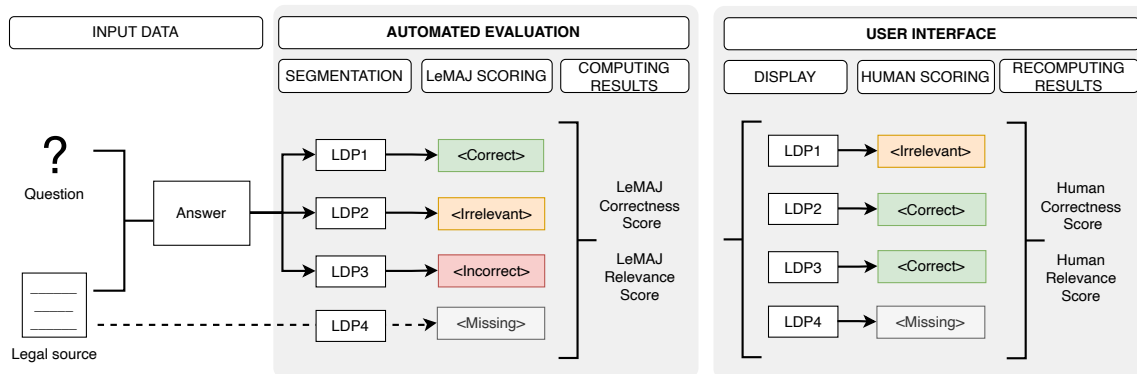 INPUT DATA
AUTOMATED EVALUATION
USER INTERFACE
SEGMENTATION
LeMAJ SCORING
COMPUTING
RESULTS
DISPLAY
HUMAN SCORING
RECOMPUTING
RESULTS
?
Question
Answer
Legal source
LDP1
<Correct>
LDP2
<Irrelevant>
LDP3
<Incorrect>
LDP4
<Missing>
LeMAJ
Correctness
Score
LeMAJ
Relevance
Score
LDP1
<Irrelevant>
LDP2
<Correct>
LDP3
<Correct>
LDP4
<Missing>
Human
Correctness
Score
Human
Relevance
Score